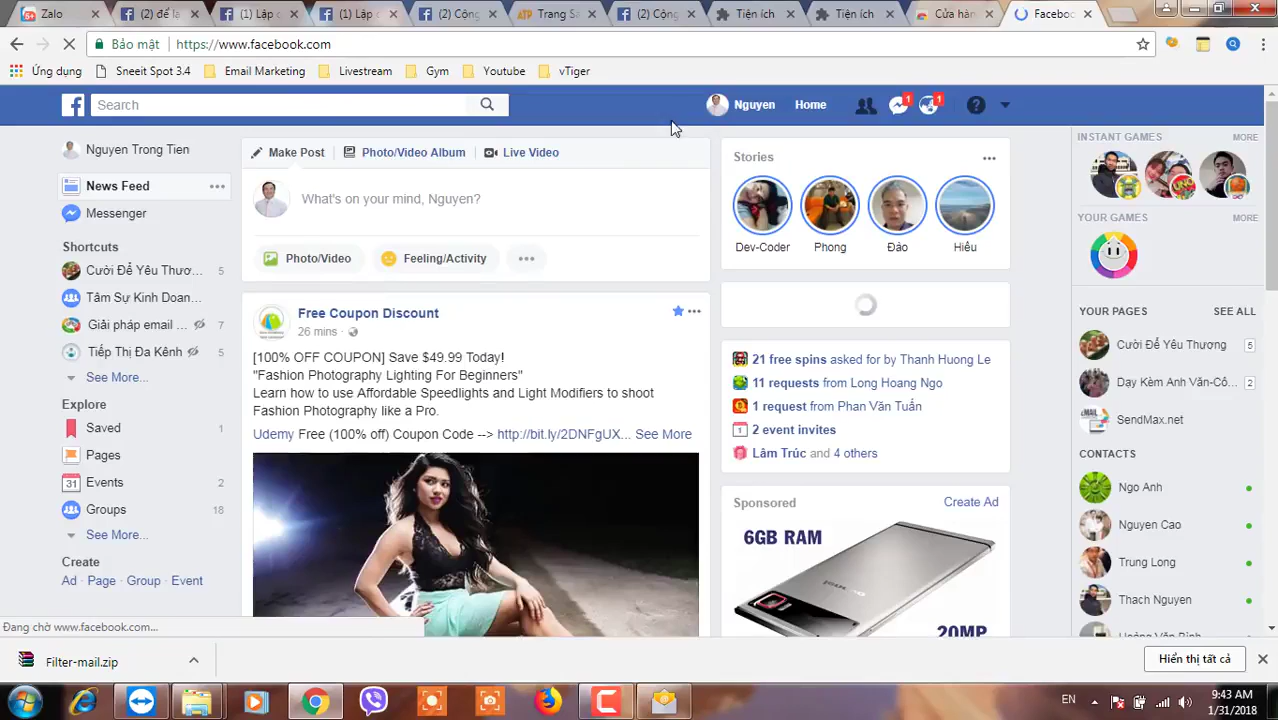 Zalo
(2) để lạ
(1) Lập c
(1) Lập c
(2) Công
Trang S
(2) Công
Tiện ích
Tiện ích
Cửa hàn
Facebo
Bảo mật
https://www.facebook.com
Ứng dụng
Sneeit Spot 3.4
Email Marketing
Livestream
Gym
Youtube
vTiger
Search
Nguyen
Home
1
1
Nguyen Trong Tien
News Feed
Messenger
Shortcuts
Cười Để Yêu Thươ... 5
Tâm Sự Kinh Doan...
Giải pháp email ... 7
Tiếp Thị Đa Kênh 5
See More...
Explore
Saved 1
Pages
Events 2
Groups 18
See More...
Create
Ad · Page · Group · Event
Make Post
Photo/Video Album
Live Video
What's on your mind, Nguyen?
Photo/Video
Feeling/Activity
Free Coupon Discount
26 mins ·
[100% OFF COUPON] Save $49.99 Today!
"Fashion Photography Lighting For Beginners"
Learn how to use Affordable Speedlights and Light Modifiers to shoot
Fashion Photography like a Pro.
Udemy Free (100% off) Coupon Code --> http://bit.ly/2DNFgUX... See More
Stories
Dev-Coder
Phong
Đảo
Hiếu
21 free spins asked for by Thanh Huong Le
11 requests from Long Hoang Ngo
1 request from Phan Văn Tuấn
2 event invites
Lâm Trúc and 4 others
Sponsored
Create Ad
6GB RAM
20MP
INSTANT GAMES
MORE
YOUR GAMES
MORE
YOUR PAGES
SEE ALL
Cười Để Yêu Thương 5
Dạy Kèm Anh Văn-Cô... 2
SendMax.net
CONTACTS
Ngo Anh
Nguyen Cao
Trung Long
Thach Nguyen
Đang chờ www.facebook.com...
Filter-mail.zip
Hiển thị tất cả
EN
9:43 AM
1/31/2018